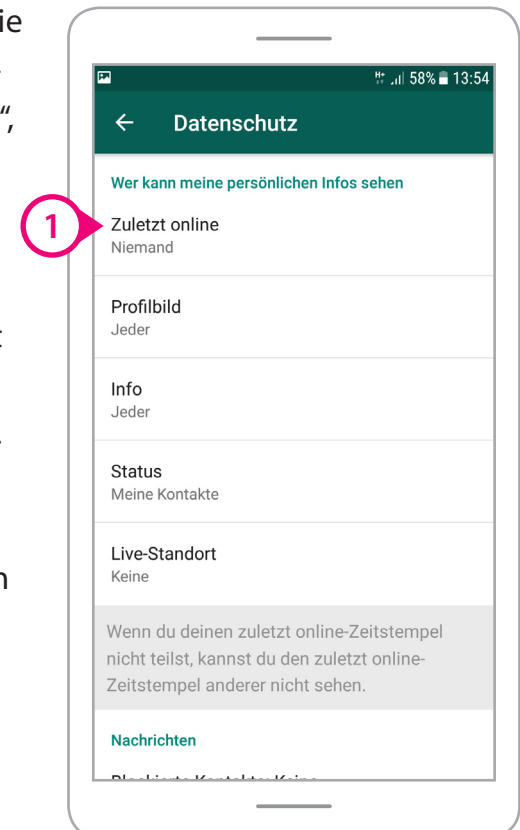 ie
“,
H+ 58% 13:54
Datenschutz
Wer kann meine persönlichen Infos sehen
1
Zuletzt online
Niemand
Profilbild
Jeder
Info
Jeder
Status
Meine Kontakte
Live-Standort
Keine
Wenn du deinen zuletzt online-Zeitstempel
nicht teilst, kannst du den zuletzt online-
Zeitstempel anderer nicht sehen.
Nachrichten